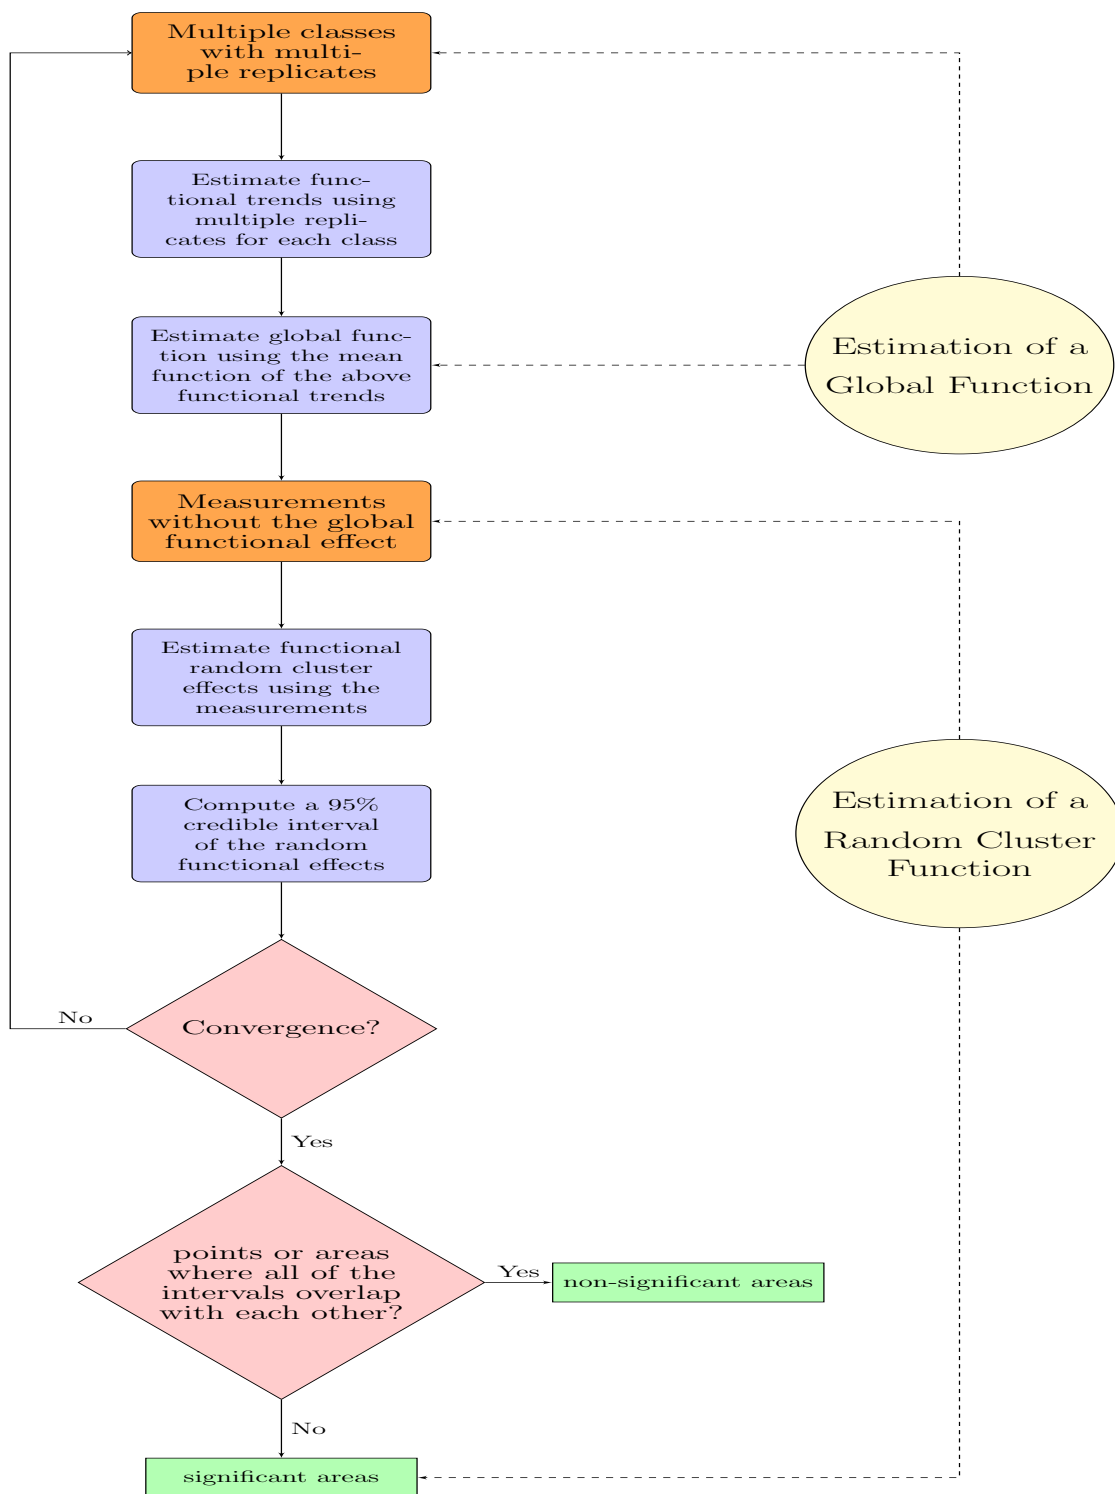 Multiple classes
with multi-
ple replicates
Estimate func-
tional trends using
multiple repli-
cates for each class
Estimate global func-
tion using the mean
function of the above
functional trends
Estimation of a
Global Function
Measurements
without the global
functional effect
Estimate functional
random cluster
effects using the
measurements
Compute a 95%
credible interval
of the random
functional effects
Estimation of a
Random Cluster
Function
Convergence?
No
Yes
points or areas
where all of the
intervals overlap
with each other?
Yes
non-significant areas
No
significant areas